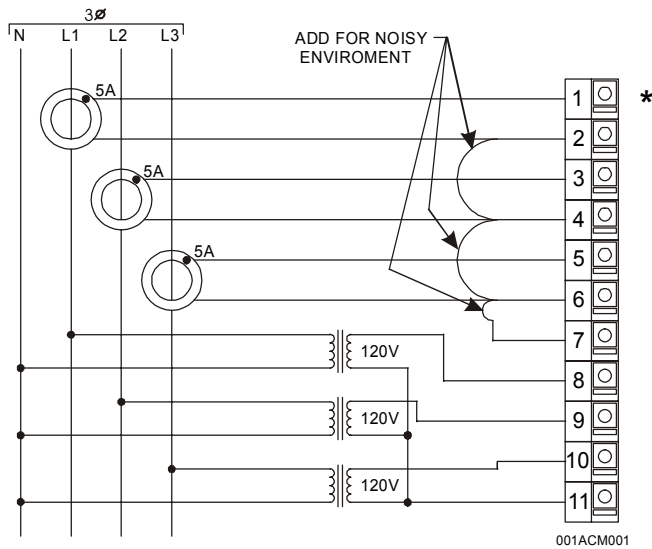 3ø
N L1 L2 L3
ADD FOR NOISY
ENVIROMENT
5A
1 *
2
5A
3
4
5A
5
6
7
120V
8
120V
9
10
120V
11
001ACM001